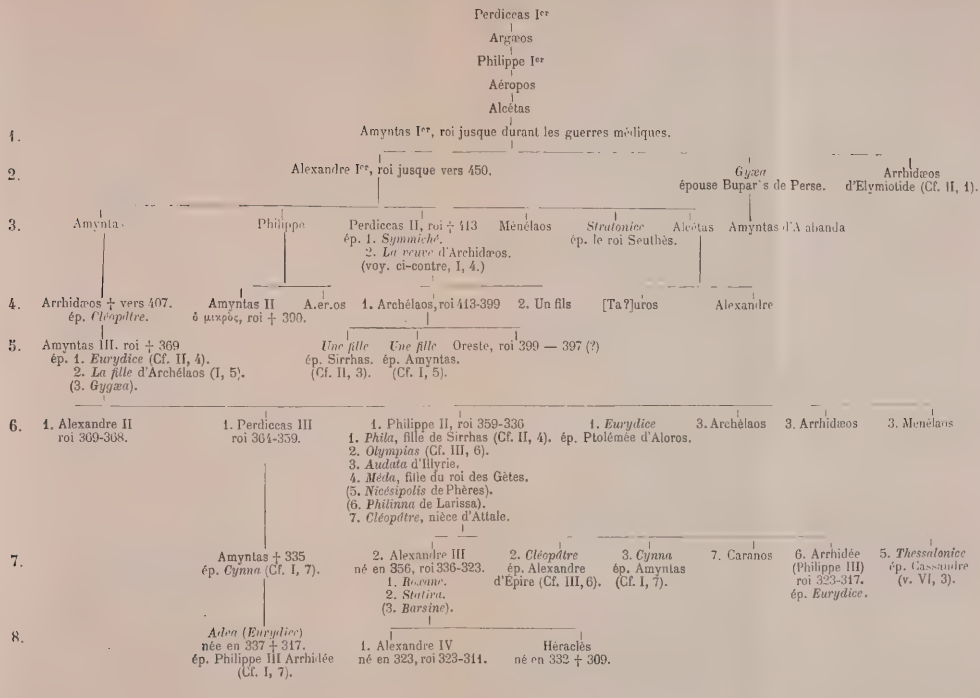 Perdiccas Ier
Argæos
Philippe Ier
Aéropos
Alcétas
1. Amyntas Ier, roi jusque durant les guerres médiques.
2. Alexandre Ier, roi jusque vers 450. Gygæa Arrhidæos
épouse Bupar s de Perse. d'Elymiotide (Cf. II, 1).
3. Amynta Philippe Perdiccas II, roi † 413 Ménélaos Stratonice Alcétas Amyntas d'A abanda
ép. 1. Symmiché. ép. le roi Seuthès.
2. La veuve d'Archidæos.
(voy. ci-contre, I, 4.)
4. Arrhidæos † vers 407. Amyntas II A.er.os 1. Archélaos, roi 413-399 2. Un fils [Ta?]uros Alexandre
ép. Cléopâtre. ὁ μικρὸς, roi † 390.
5. Amyntas III. roi † 369 Une fille Une fille Oreste, roi 399 — 397 (?)
ép. 1. Eurydice (Cf. II, 4). ép. Sirrhas. ép. Amyntas.
2. La fille d'Archélaos (I, 5). (Cf. II, 3). (Cf. I, 5).
(3. Gygæa).
6. 1. Alexandre II 1. Perdiccas III 1. Philippe II, roi 359-336 1. Eurydice 3. Archélaos 3. Arrhidæos 3. Ménélaos
roi 369-368. roi 364-359. 1. Phila, fille de Sirrhas (Cf. II, 4). ép. Ptolémée d'Aloros.
2. Olympias (Cf. III, 6).
3. Audata d'Illyrie.
4. Méda, fille du roi des Gètes.
(5. Nicésipolis de Phères).
(6. Philinna de Larissa).
7. Cléopâtre, nièce d'Attale.
7. Amyntas † 335 2. Alexandre III 2. Cléopâtre 3. Cynna 7. Caranos 6. Arrhidée 5. Thessalonice
ép. Cynna (Cf. I, 7). né en 356, roi 336-323. ép. Alexandre ép. Amyntas (Philippe III) ép. Cassandre
1. Roxane. d'Épire (Cf. III, 6). (Cf. I, 7). roi 323-317. (v. VI, 3).
2. Statira. ép. Eurydice.
(3. Barsine).
8. Adea (Eurydice) 1. Alexandre IV Héraclès
née en 337 † 317. né en 323, roi 323-311. né en 332 † 309.
ép. Philippe III Arrhidée
(Cf. I, 7).